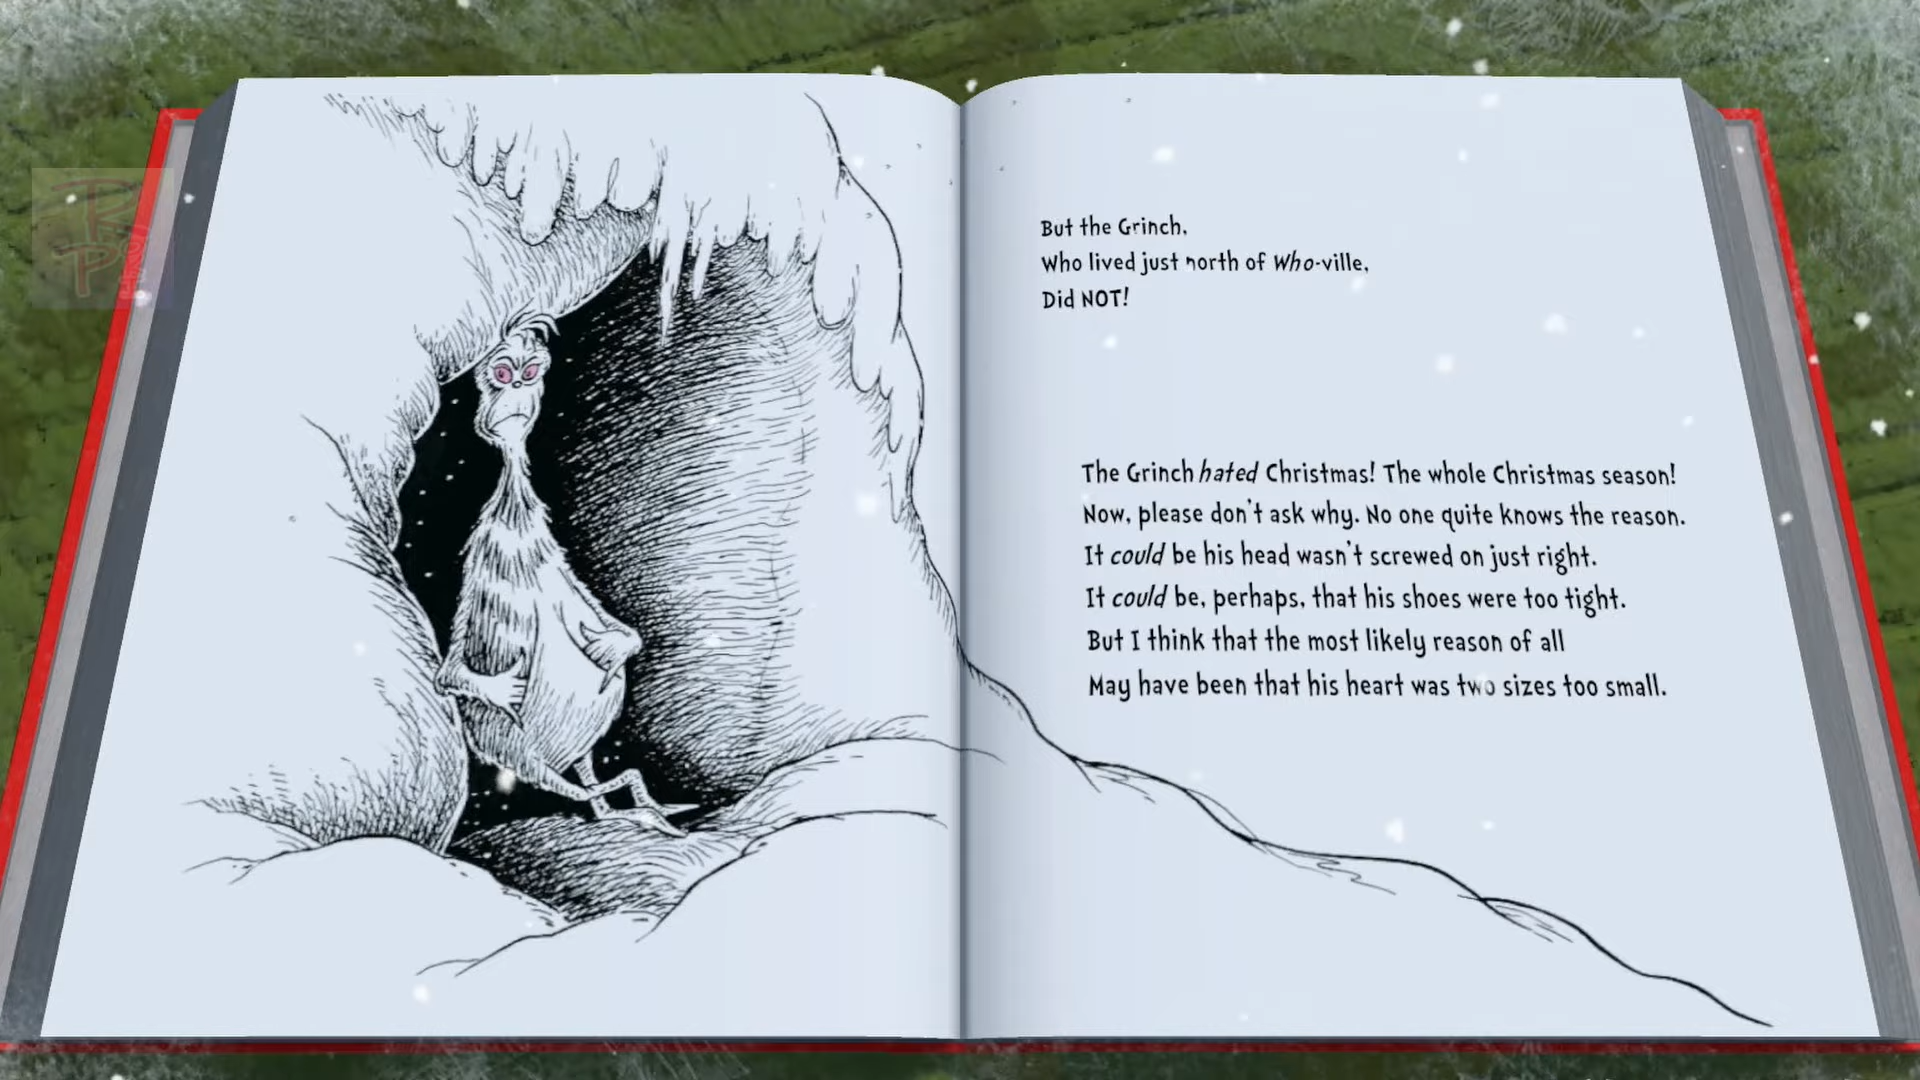 But the Grinch,
Who lived just north of Who-ville,
Did NOT!
The Grinch hated Christmas! The whole Christmas season!
Now, please don't ask why. No one quite knows the reason.
It could be his head wasn't screwed on just right.
It could be, perhaps, that his shoes were too tight.
But I think that the most likely reason of all
May have been that his heart was two sizes too small.